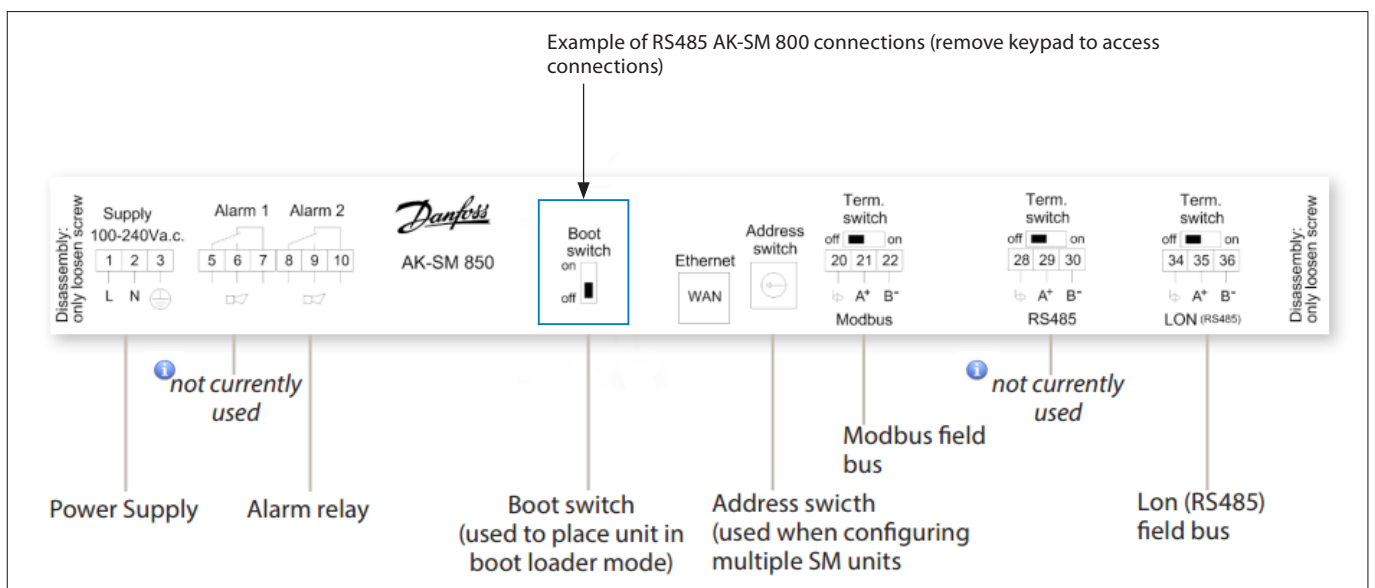 Example of RS485 AK-SM 800 connections (remove keypad to access
connections)
Disassembly:
only loosen screw
Supply
100-240Va.c.
1 2 3
L N
Alarm 1 Alarm 2
5 6 7 8 9 10
Danfoss
AK-SM 850
Boot
switch
on
off
Ethernet
WAN
Address
switch
Term.
switch
off on
20 21 22
A+ B-
Modbus
Term.
switch
off on
28 29 30
A+ B-
RS485
Term.
switch
off on
34 35 36
A+ B-
LON (RS485)
Disassembly:
only loosen screw
i
not currently
used
i
not currently
used
Power Supply
Alarm relay
Boot switch
(used to place unit in
boot loader mode)
Address swicth
(used when configuring
multiple SM units
Modbus field
bus
Lon (RS485)
field bus